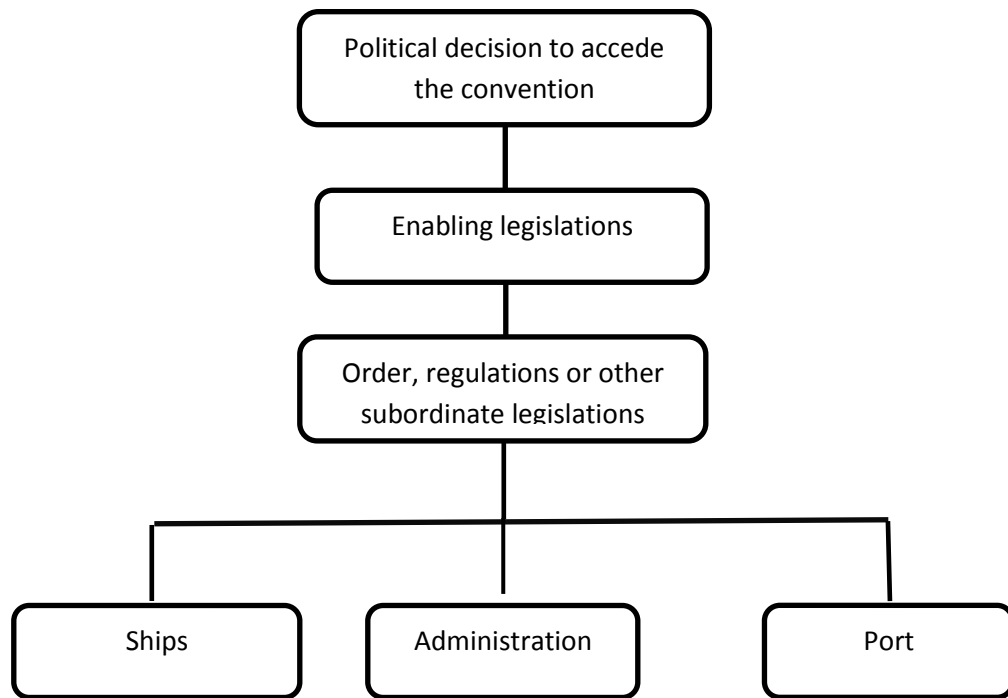 Political decision to accede
the convention
Enabling legislations
Order, regulations or other
subordinate legislations
Ships
Administration
Port